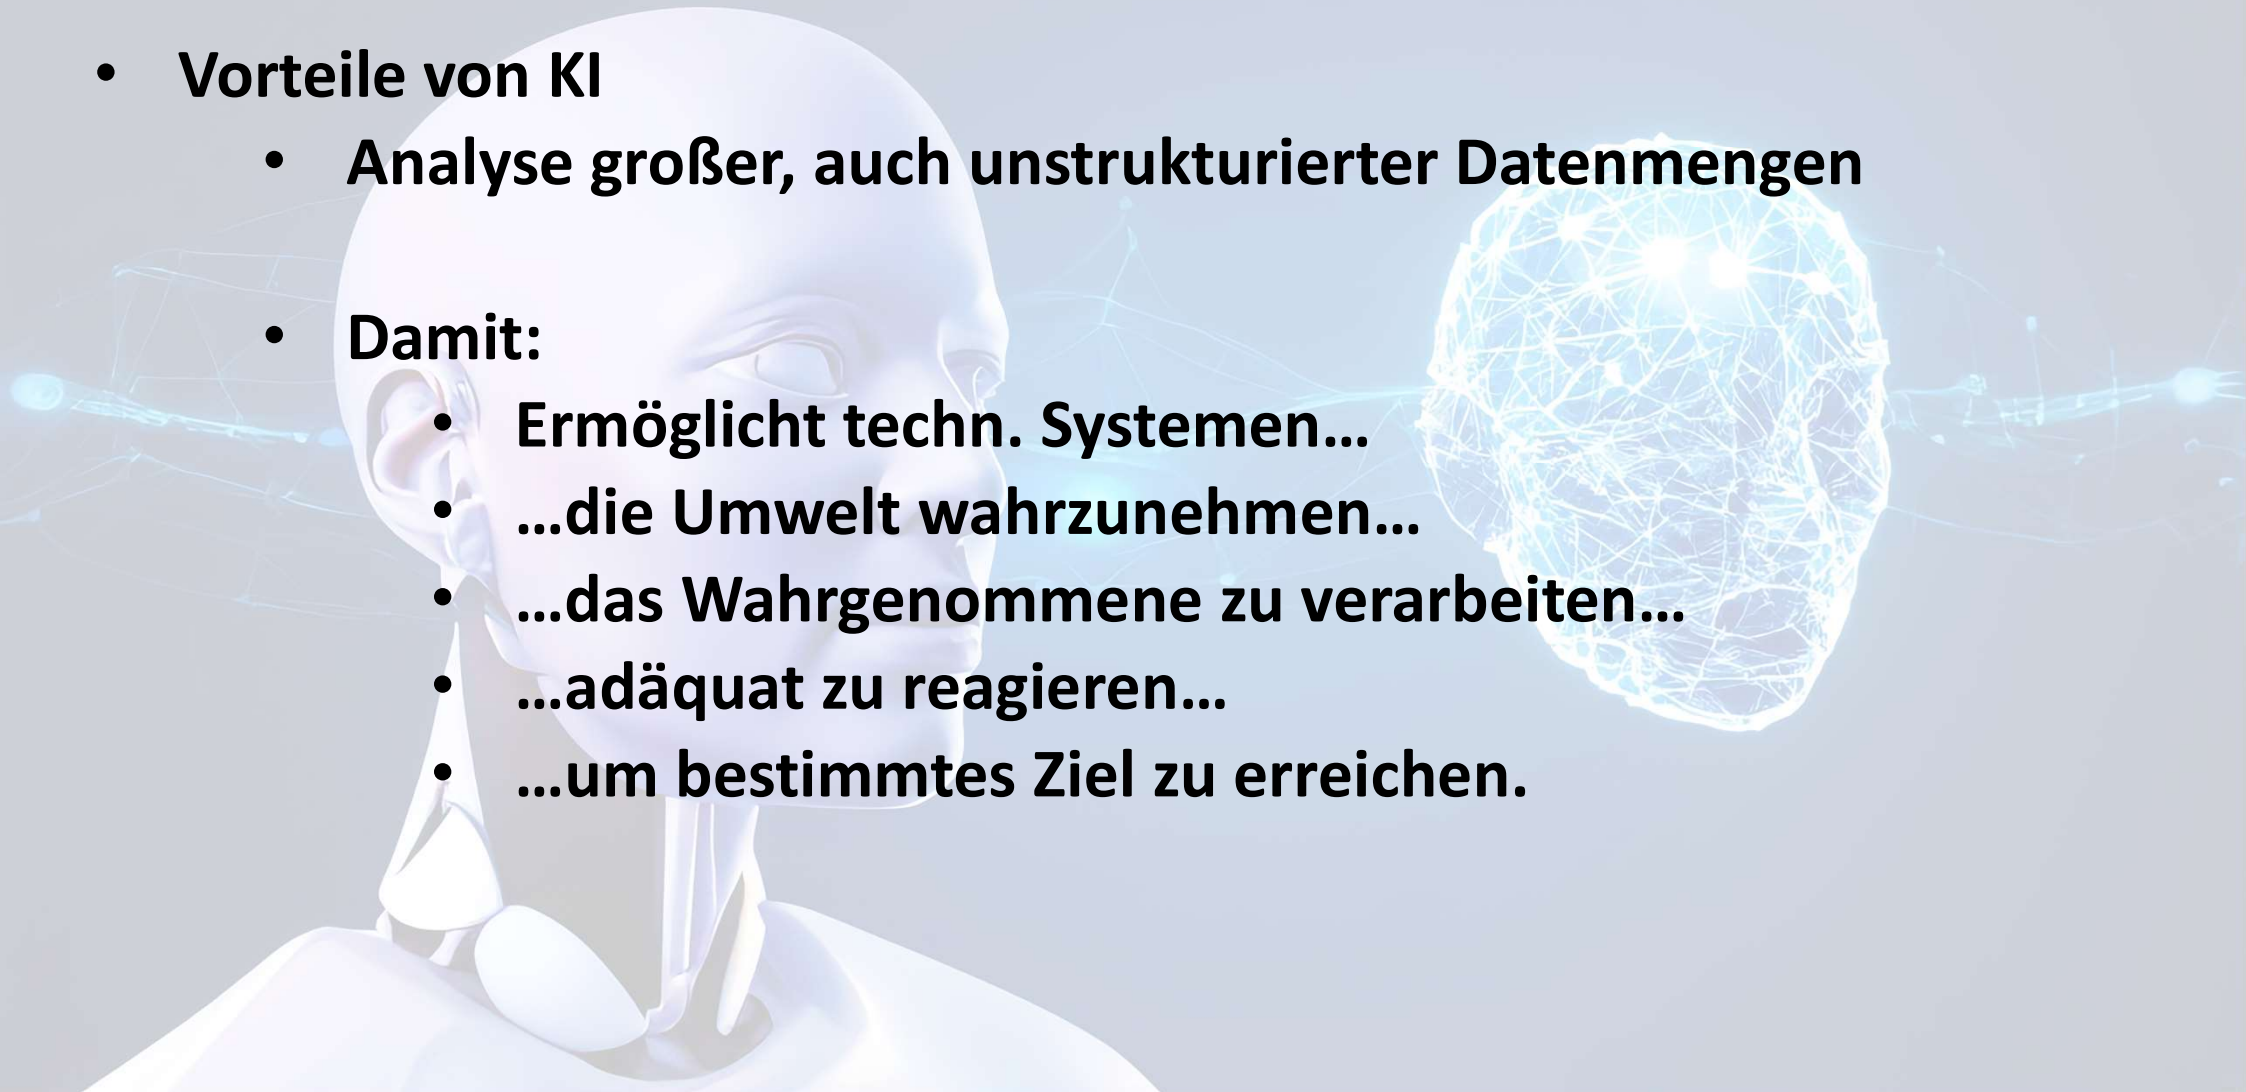 • Vorteile von KI
• Analyse großer, auch unstrukturierter Datenmengen
• Damit:
• Ermöglicht techn. Systemen…
• …die Umwelt wahrzunehmen…
• …das Wahrgenommene zu verarbeiten…
• …adäquat zu reagieren…
• …um bestimmtes Ziel zu erreichen.